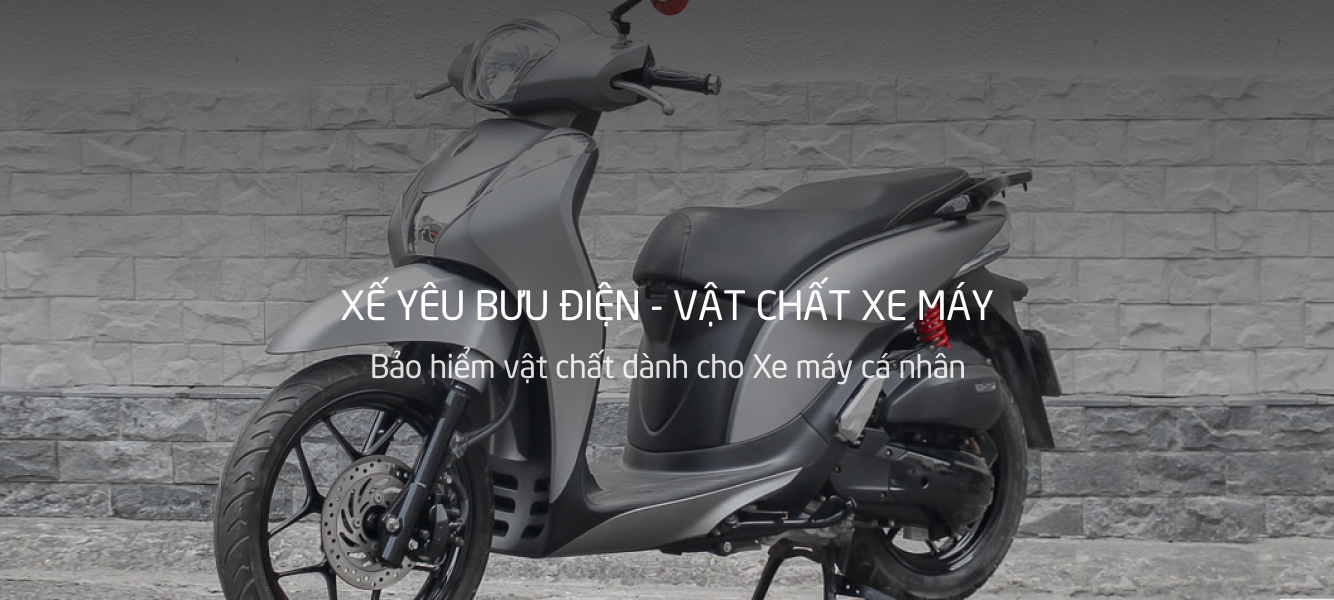 XẾ YÊU BƯU ĐIỆN - VẬT CHẤT XE MÁY
Bảo hiểm vật chất dành cho Xe máy cá nhân